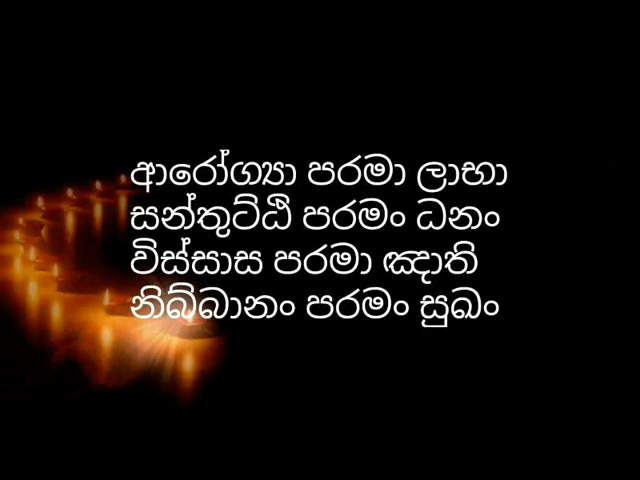 ආරෝග්‍යා පරමා ලාභා
සන්තුට්ඨි පරමං ධනං
විස්සාස පරමා ඤාති
නිබ්බානං පරමං සුඛං